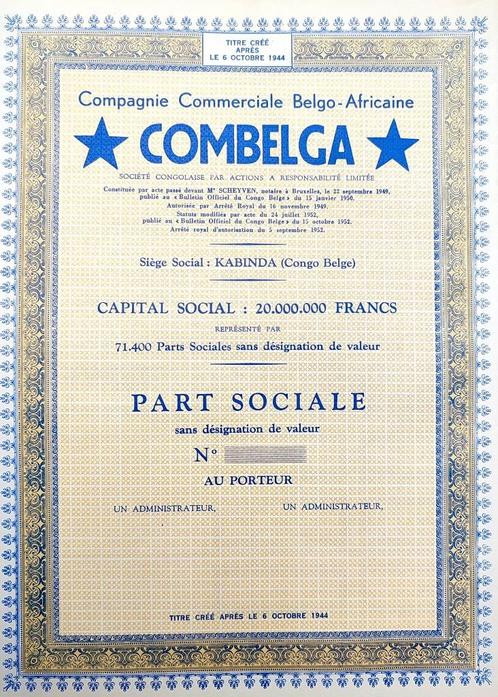 TITRE CRÉÉ
APRÈS
LE 6 OCTOBRE 1944
Compagnie Commerciale Belgo-Africaine
COMBELGA
SOCIÉTÉ CONGOLAISE PAR ACTIONS A RESPONSABILITÉ LIMITÉE
Constituée par acte passé devant Me SCHEYVEN, notaire à Bruxelles, le 22 septembre 1949,
publié au « Bulletin Officiel du Congo Belge » du 15 janvier 1950.
Autorisée par Arrêté Royal du 16 novembre 1949.
Statuts modifiés par acte du 24 juillet 1952,
publié au « Bulletin Officiel du Congo Belge » du 15 octobre 1952.
Arrêté royal d'autorisation du 5 septembre 1952.
Siège Social : KABINDA (Congo Belge)
CAPITAL SOCIAL : 20.000.000 FRANCS
REPRÉSENTÉ PAR
71.400 Parts Sociales sans désignation de valeur
PART SOCIALE
sans désignation de valeur
N°
AU PORTEUR
UN ADMINISTRATEUR, UN ADMINISTRATEUR,
TITRE CRÉÉ APRÈS LE 6 OCTOBRE 1944